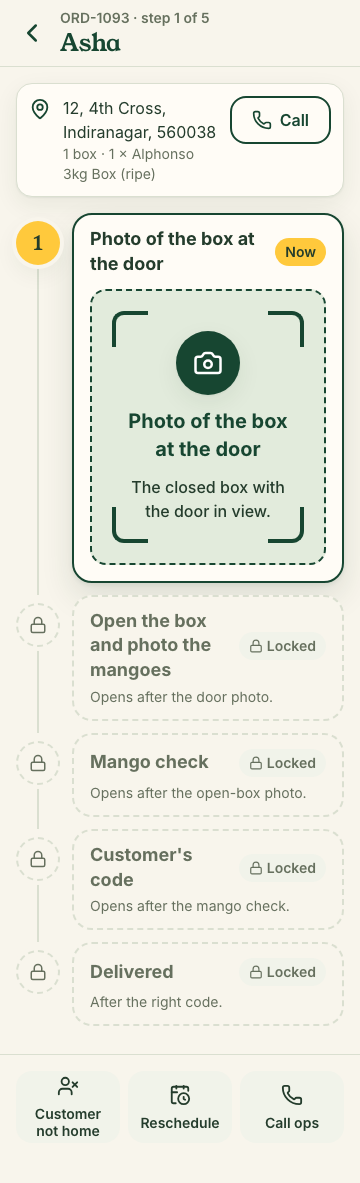 ORD-1093 · step 1 of 5
Asha
12, 4th Cross,
Indiranagar, 560038
1 box · 1 × Alphonso
3kg Box (ripe)
Call
1
Photo of the box at
the door
Now
Photo of the box
at the door
The closed box with
the door in view.
Open the box
and photo the
mangoes
Locked
Opens after the door photo.
Mango check
Locked
Opens after the open-box photo.
Customer's
code
Locked
Opens after the mango check.
Delivered
Locked
After the right code.
Customer
not home
Reschedule
Call ops